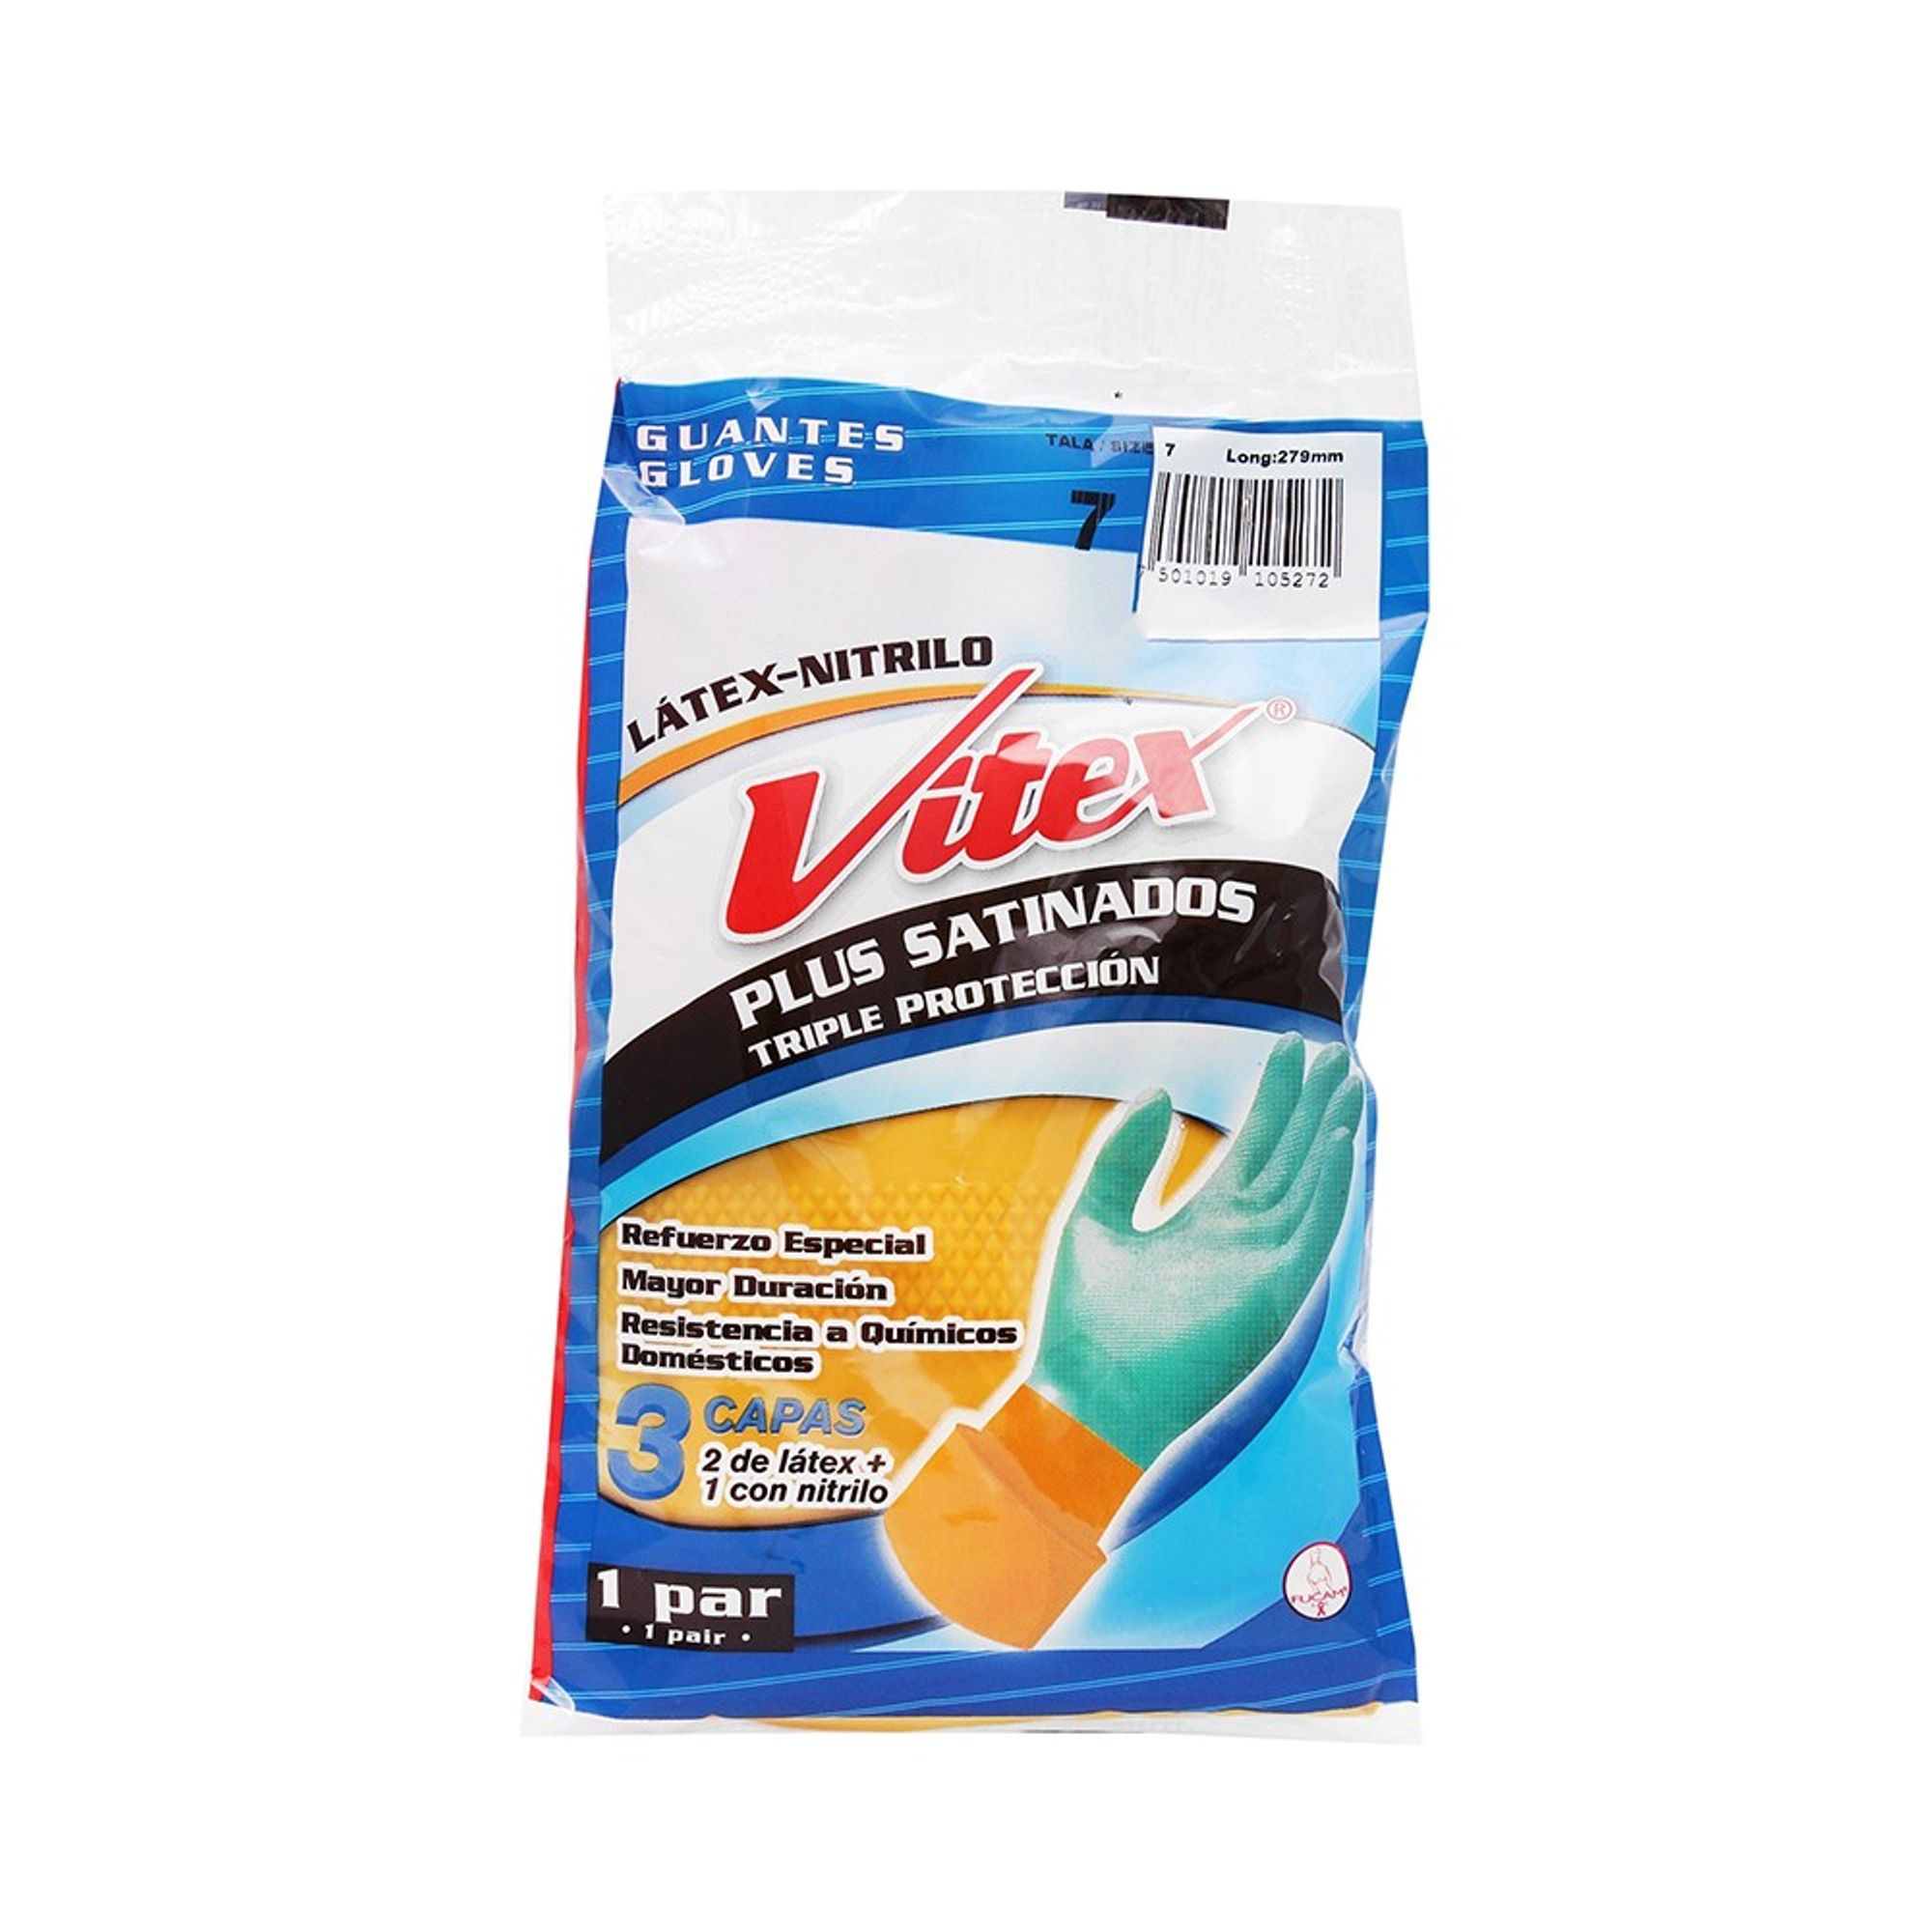 GUANTES
GLOVES
TALA / SIZE 7 Long:279mm
7
501019 105272
LÁTEX-NITRILO
Vitex®
PLUS SATINADOS
TRIPLE PROTECCIÓN
Refuerzo Especial
Mayor Duración
Resistencia a Químicos
Domésticos
3 CAPAS
2 de látex +
1 con nitrilo
1 par
• 1 pair •
FUCAM